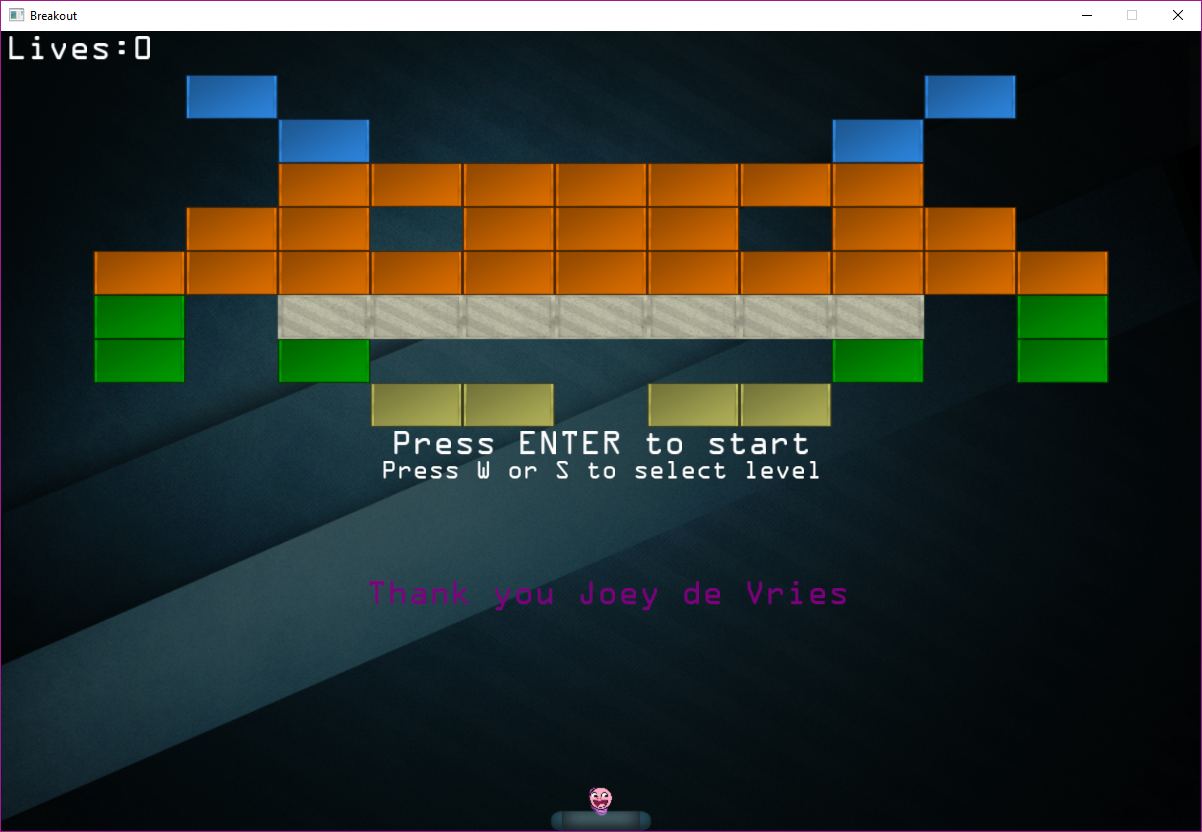 Breakout
Lives:0
Press ENTER to start
Press W or S to select level
Thank you Joey de Vries